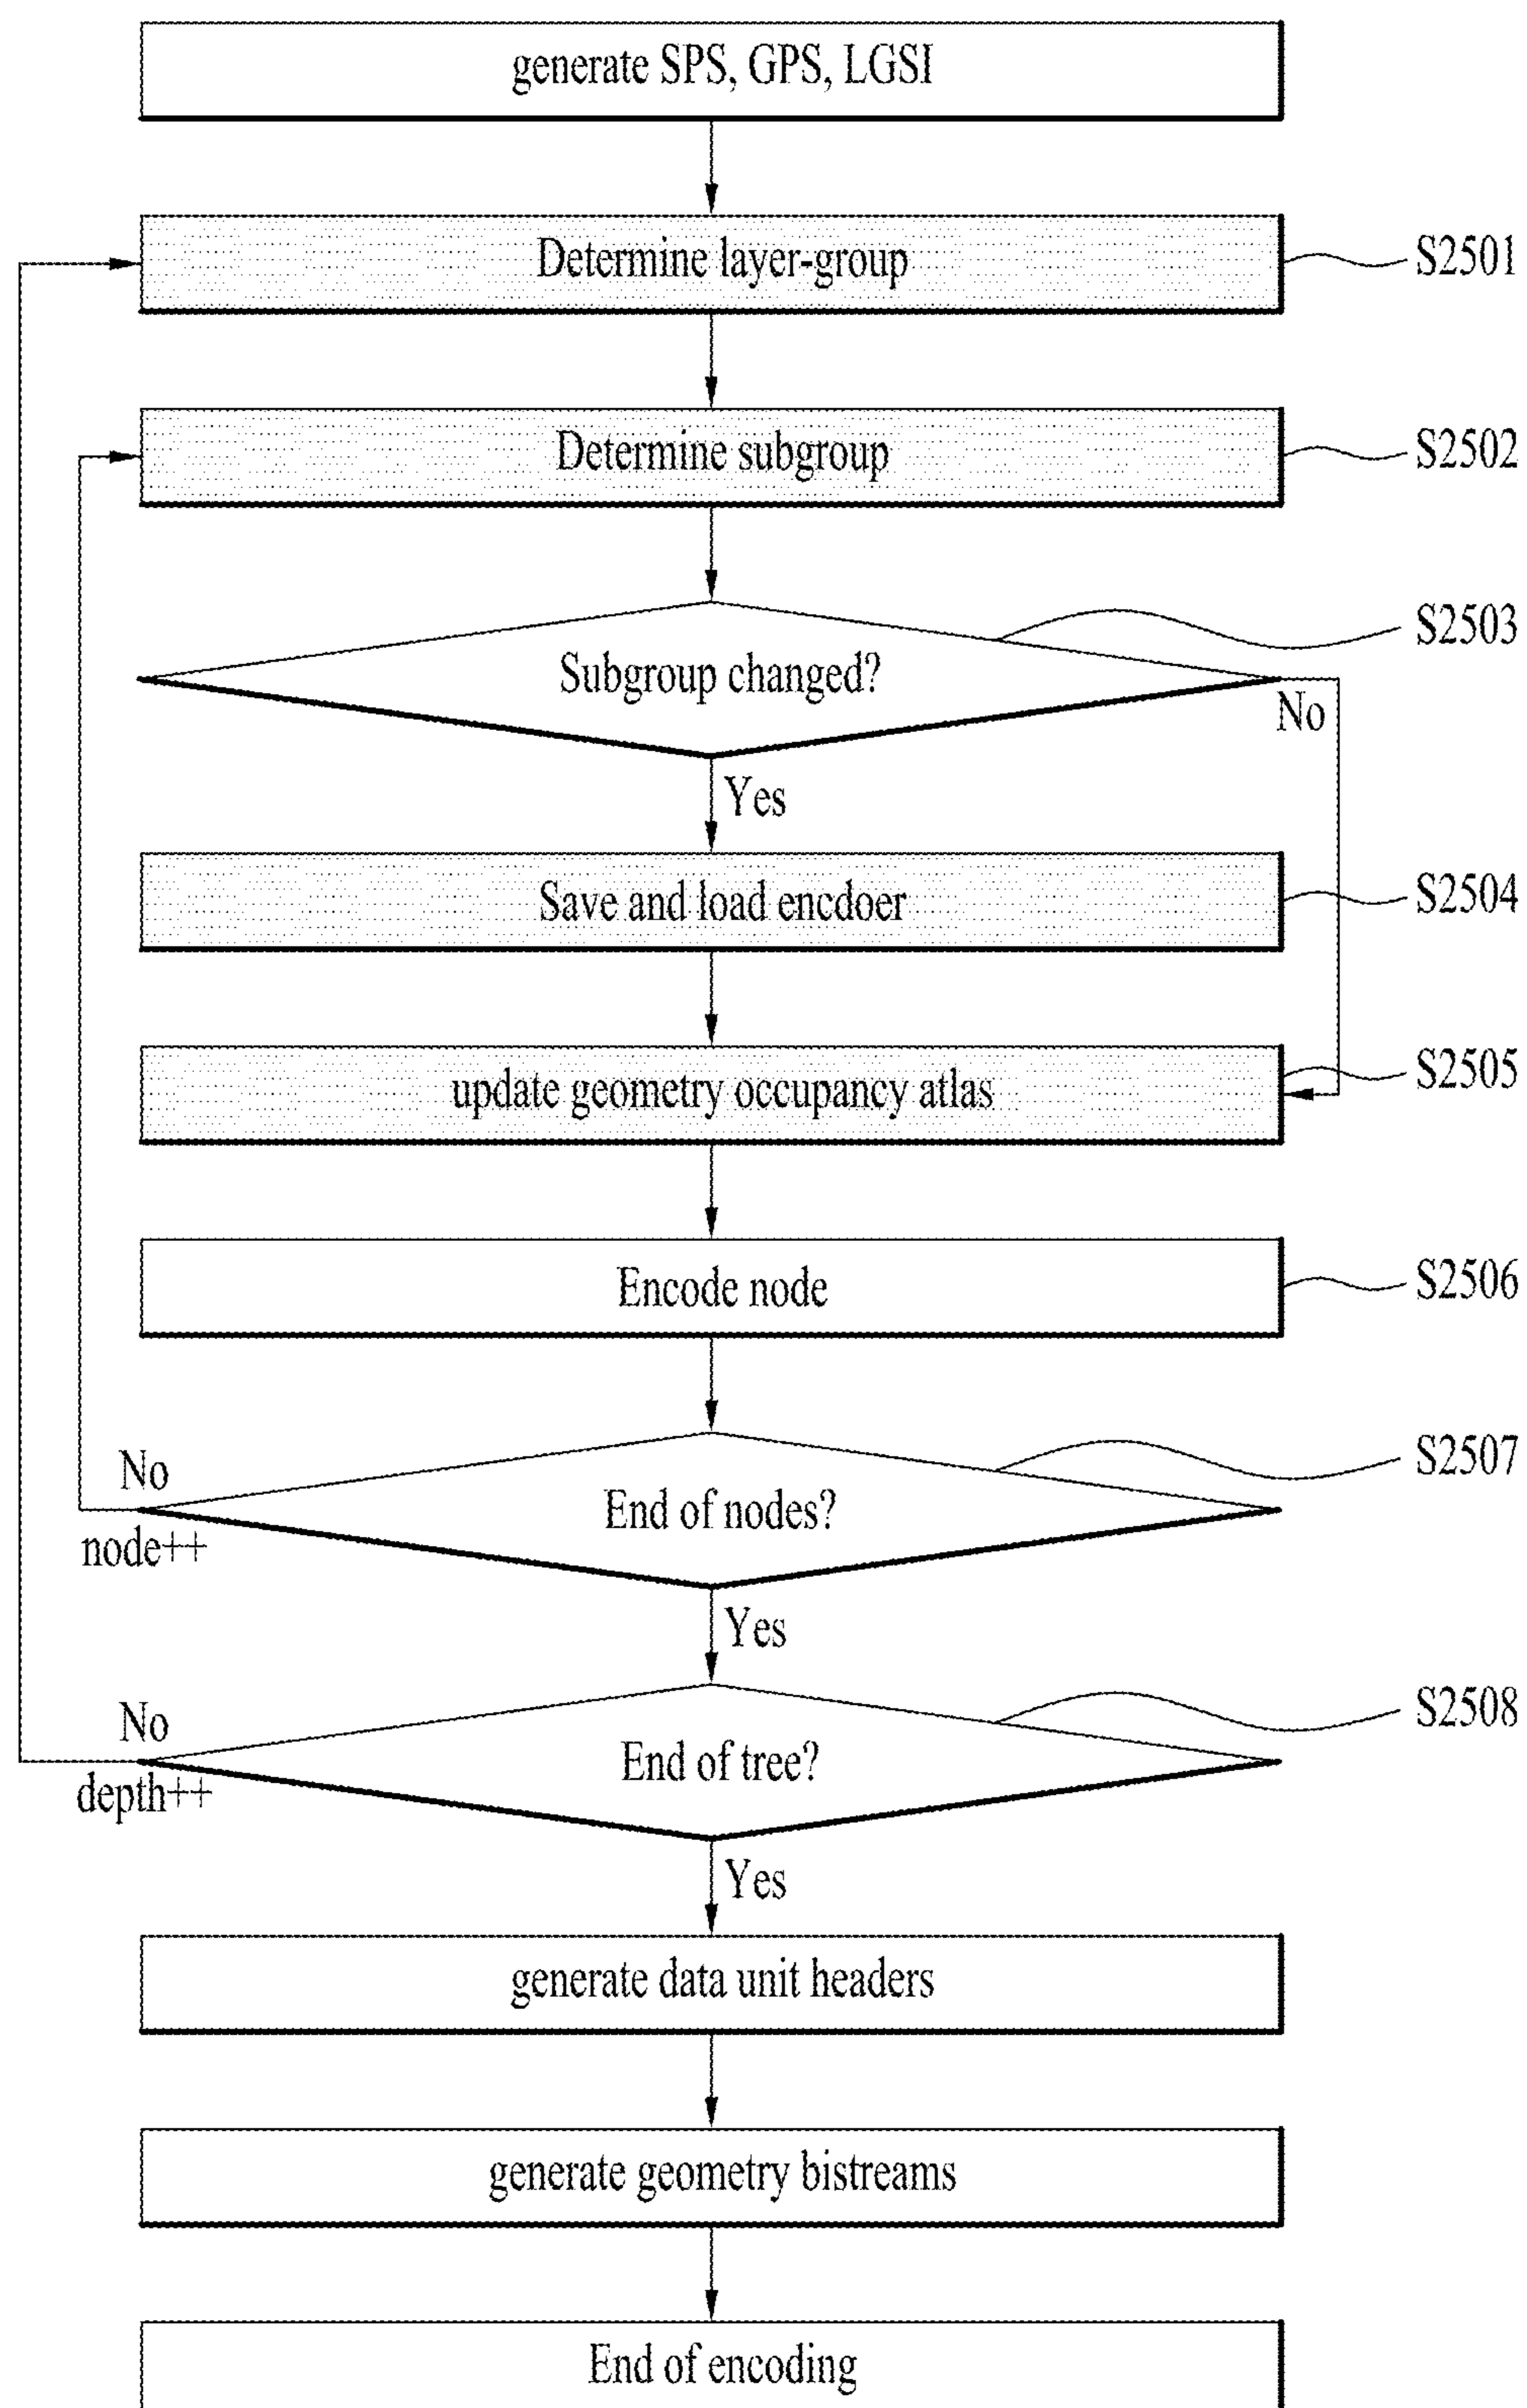 generate SPS, GPS, LGSI
Determine layer-group
S2501
Determine subgroup
S2502
Subgroup changed?
S2503
No
Yes
Save and load encdoer
S2504
update geometry occupancy atlas
S2505
Encode node
S2506
End of nodes?
S2507
No
node++
Yes
End of tree?
S2508
No
depth++
Yes
generate data unit headers
generate geometry bistreams
End of encoding